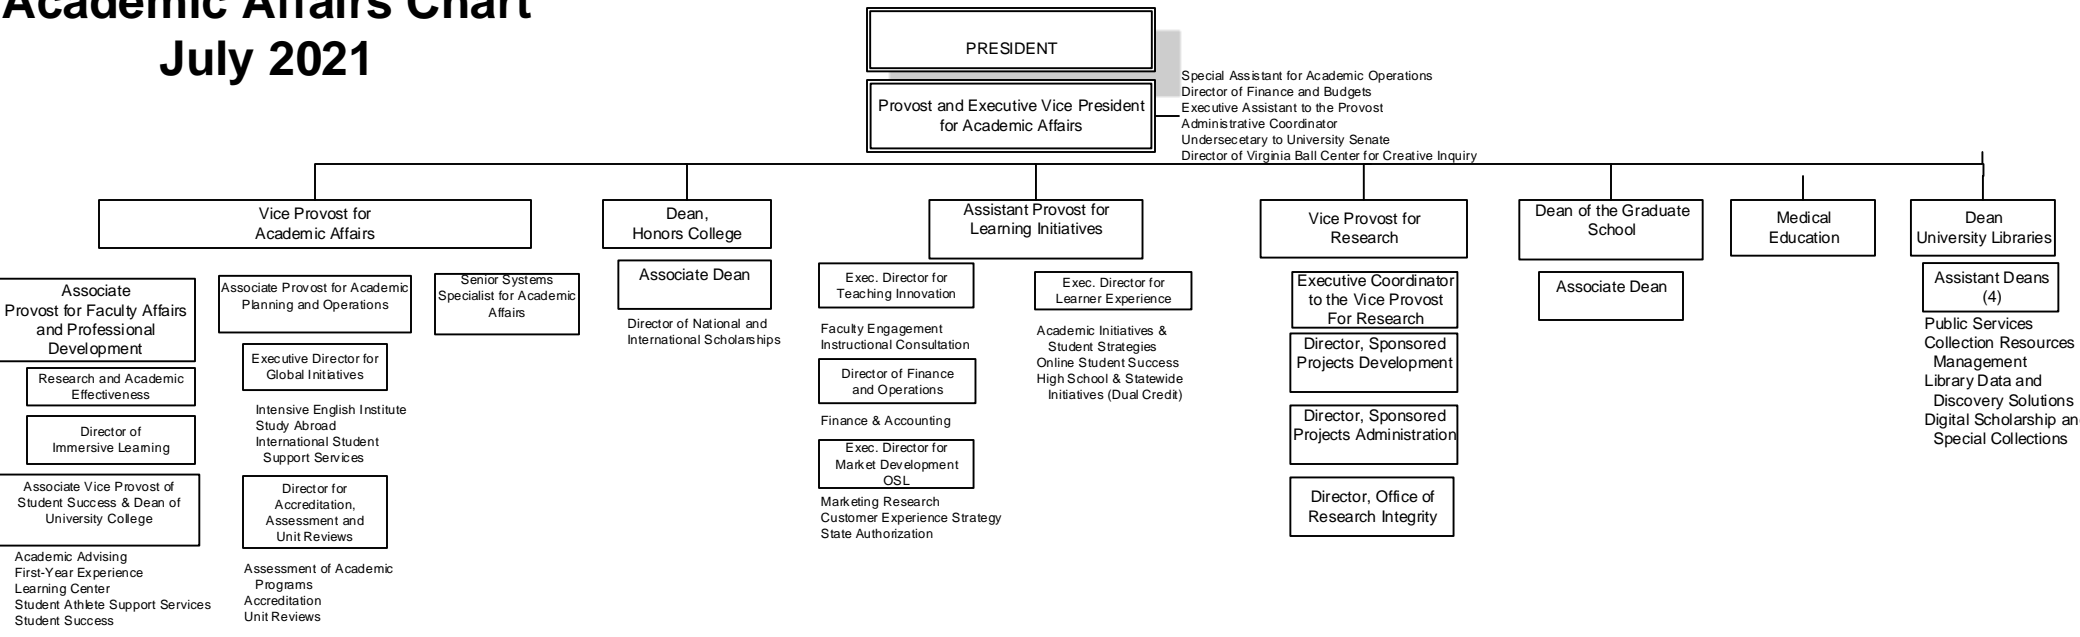 Academic Affairs Chart
July 2021
PRESIDENT
Provost and Executive Vice President
for Academic Affairs
Special Assistant for Academic Operations
Director of Finance and Budgets
Executive Assistant to the Provost
Administrative Coordinator
Undersecetary to University Senate
Director of Virginia Ball Center for Creative Inquiry
Vice Provost for
Academic Affairs
Associate
Provost for Faculty Affairs
and Professional
Development
Research and Academic
Effectiveness
Director of
Immersive Learning
Associate Vice Provost of
Student Success & Dean of
University College
Academic Advising
First-Year Experience
Learning Center
Student Athlete Support Services
Student Success
Associate Provost for Academic
Planning and Operations
Executive Director for
Global Initiatives
Intensive English Institute
Study Abroad
International Student
Support Services
Director for
Accreditation,
Assessment and
Unit Reviews
Assessment of Academic
Programs
Accreditation
Unit Reviews
Senior Systems
Specialist for Academic
Affairs
Dean,
Honors College
Associate Dean
Director of National and
International Scholarships
Assistant Provost for
Learning Initiatives
Exec. Director for
Teaching Innovation
Faculty Engagement
Instructional Consultation
Director of Finance
and Operations
Finance & Accounting
Exec. Director for
Market Development
OSL
Marketing Research
Customer Experience Strategy
State Authorization
Exec. Director for
Learner Experience
Academic Initiatives &
Student Strategies
Online Student Success
High School & Statewide
Initiatives (Dual Credit)
Vice Provost for
Research
Executive Coordinator
to the Vice Provost
For Research
Director, Sponsored
Projects Development
Director, Sponsored
Projects Administration
Director, Office of
Research Integrity
Dean of the Graduate
School
Associate Dean
Medical
Education
Dean
University Libraries
Assistant Deans
(4)
Public Services
Collection Resources
Management
Library Data and
Discovery Solutions
Digital Scholarship an
Special Collections